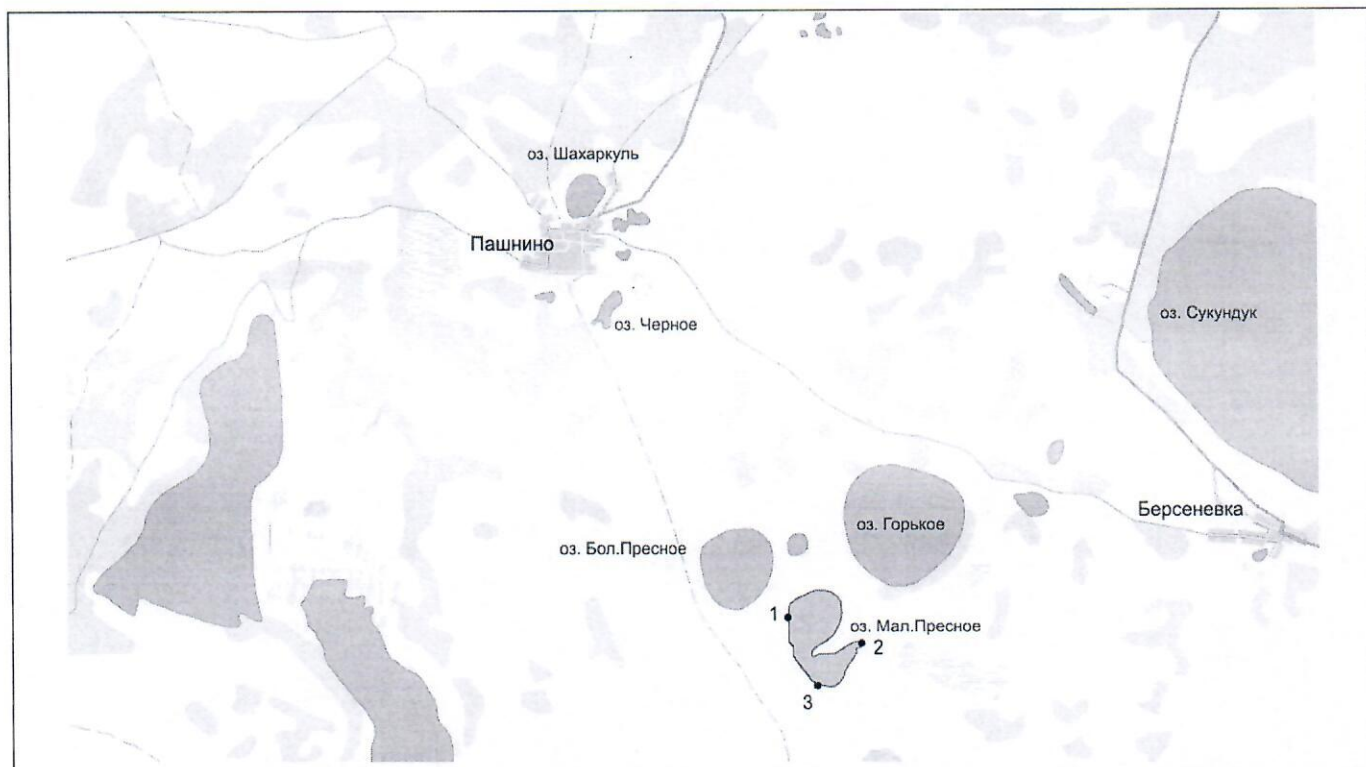 оз. Шахаркуль
Пашнино
оз. Черное
оз. Сукундук
Берсеневка
оз. Горькое
оз. Бол.Пресное
1
оз. Мал.Пресное
2
3